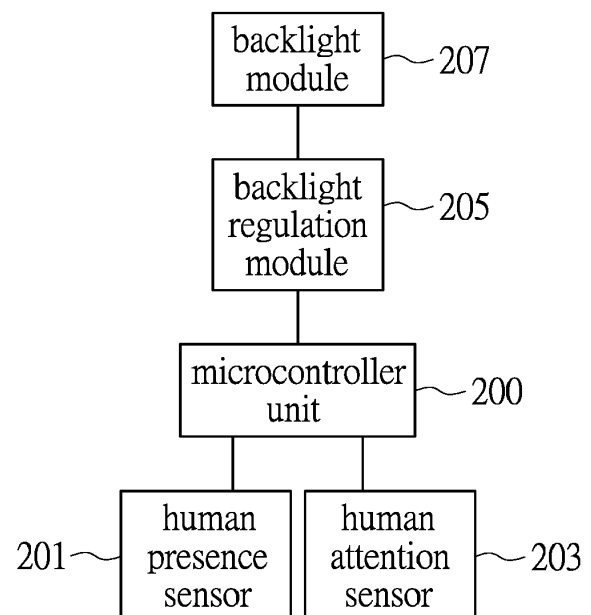 backlight
module
207
backlight
regulation
module
205
microcontroller
unit
200
201
human
presence
sensor
human
attention
sensor
203